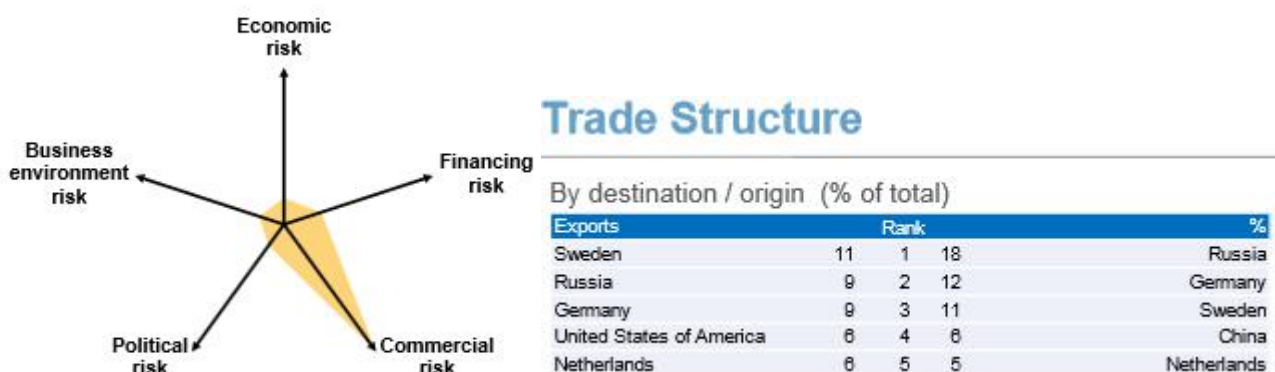 Economic
risk
Business
environment
risk
Financing
risk
Political
risk
Commercial
risk
Trade Structure
By destination / origin (% of total)
Exports Rank %
Sweden 11 1 18 Russia
Russia 9 2 12 Germany
Germany 9 3 11 Sweden
United States of America 6 4 6 China
Netherlands 6 5 5 Netherlands